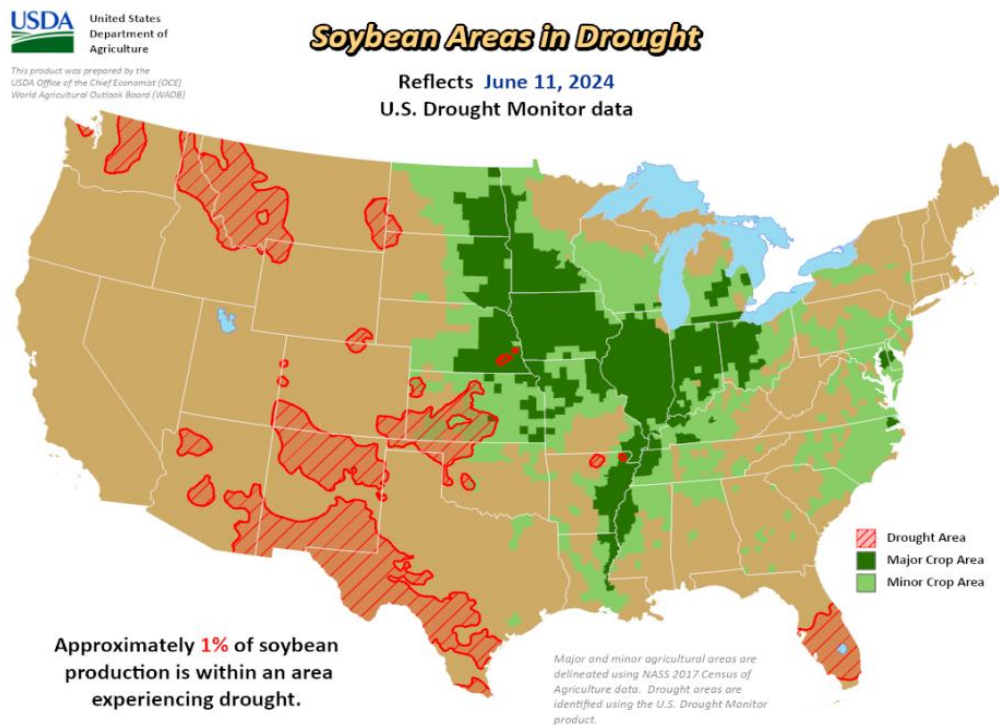 USDA
United States
Department of
Agriculture
This product was prepared by the
USDA Office of the Chief Economist (OCE)
World Agricultural Outlook Board (WAOB)
Soybean Areas in Drought
Reflects June 11, 2024
U.S. Drought Monitor data
Drought Area
Major Crop Area
Minor Crop Area
Approximately 1% of soybean
production is within an area
experiencing drought.
Major and minor agricultural areas are
delineated using NASS 2017 Census of
Agriculture data. Drought areas are
identified using the U.S. Drought Monitor
product.